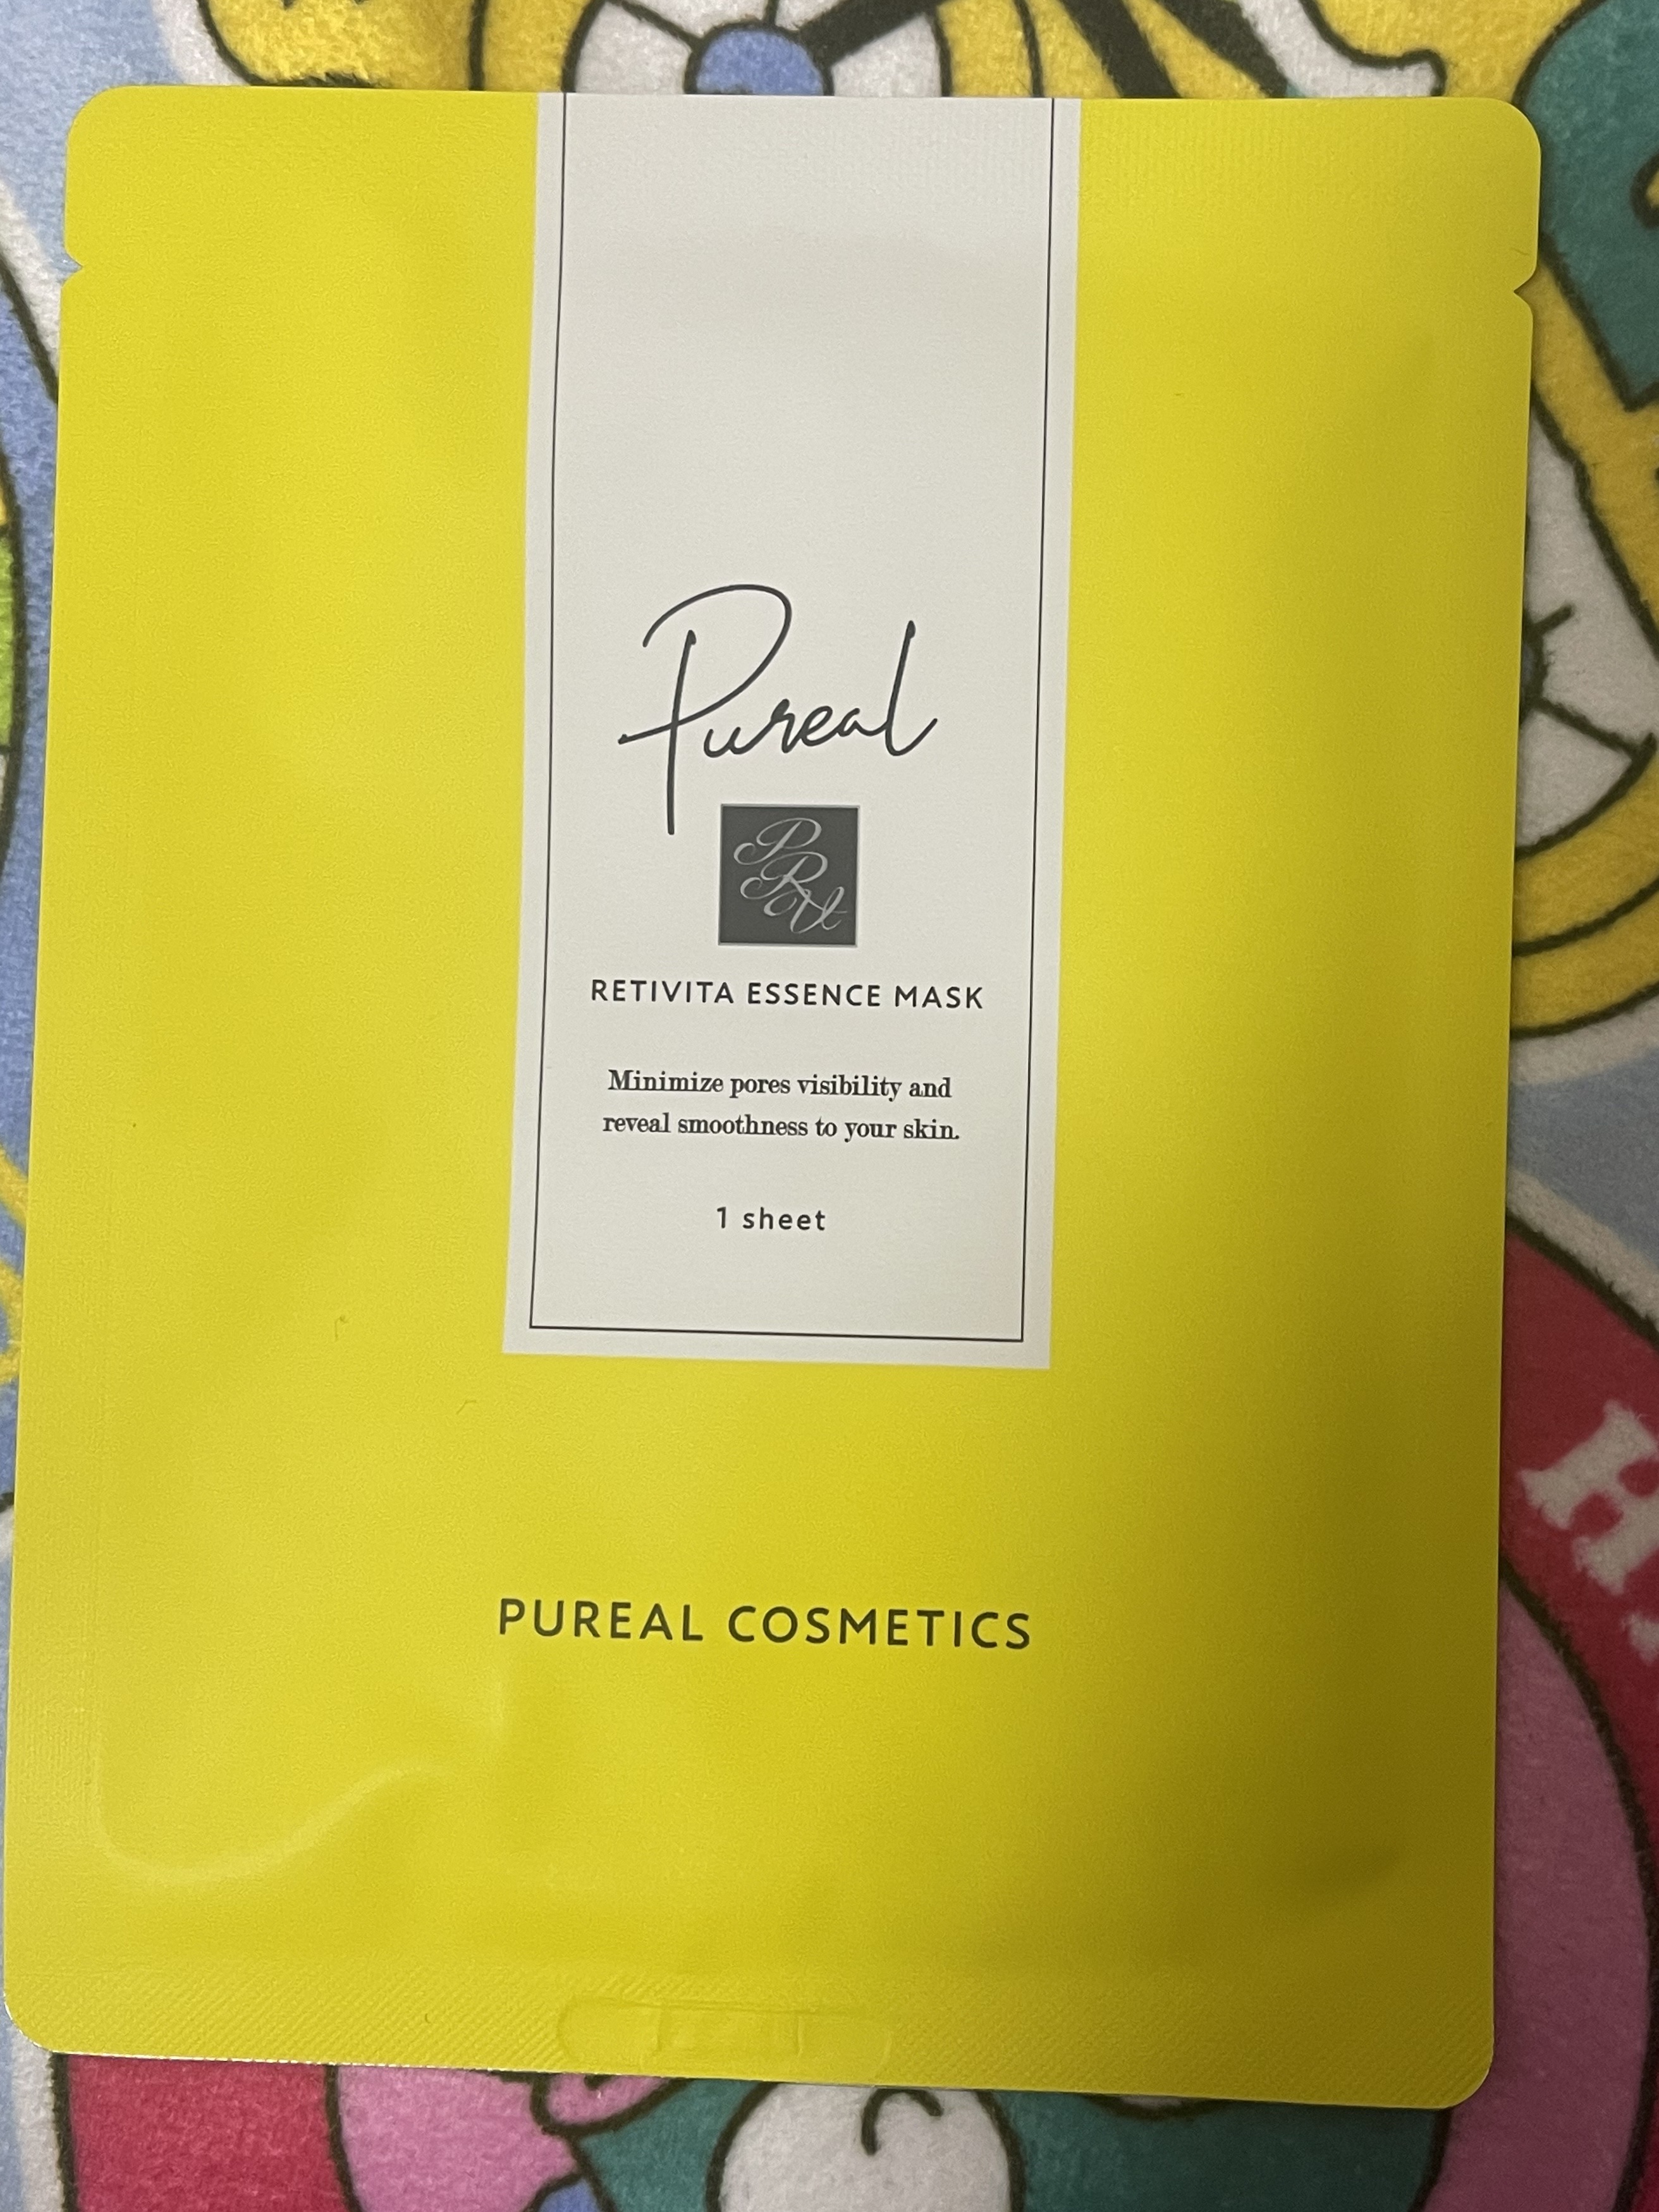 Pureal
RETIVITA ESSENCE MASK
Minimize pores visibility and
reveal smoothness to your skin.
1 sheet
PUREAL COSMETICS
H